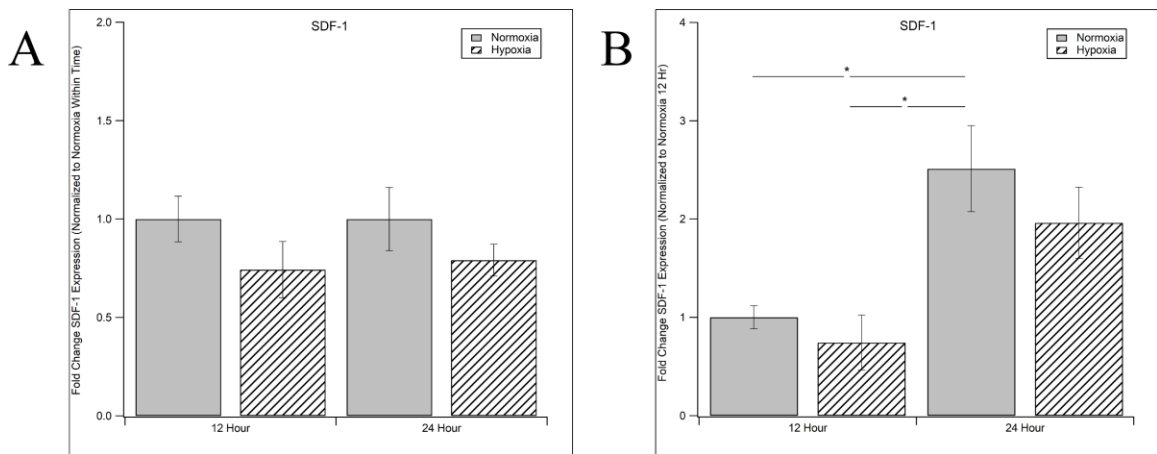 A
SDF-1
Normoxia
Hypoxia
Fold Change SDF-1 Expression (Normalized to Normoxia Within Time)
2.0
1.5
1.0
0.5
0.0
12 Hour
24 Hour
B
SDF-1
Normoxia
Hypoxia
Fold Change SDF-1 Expression (Normalized to Normoxia 12 Hr)
4
3
2
1
0
*
*
12 Hour
24 Hour